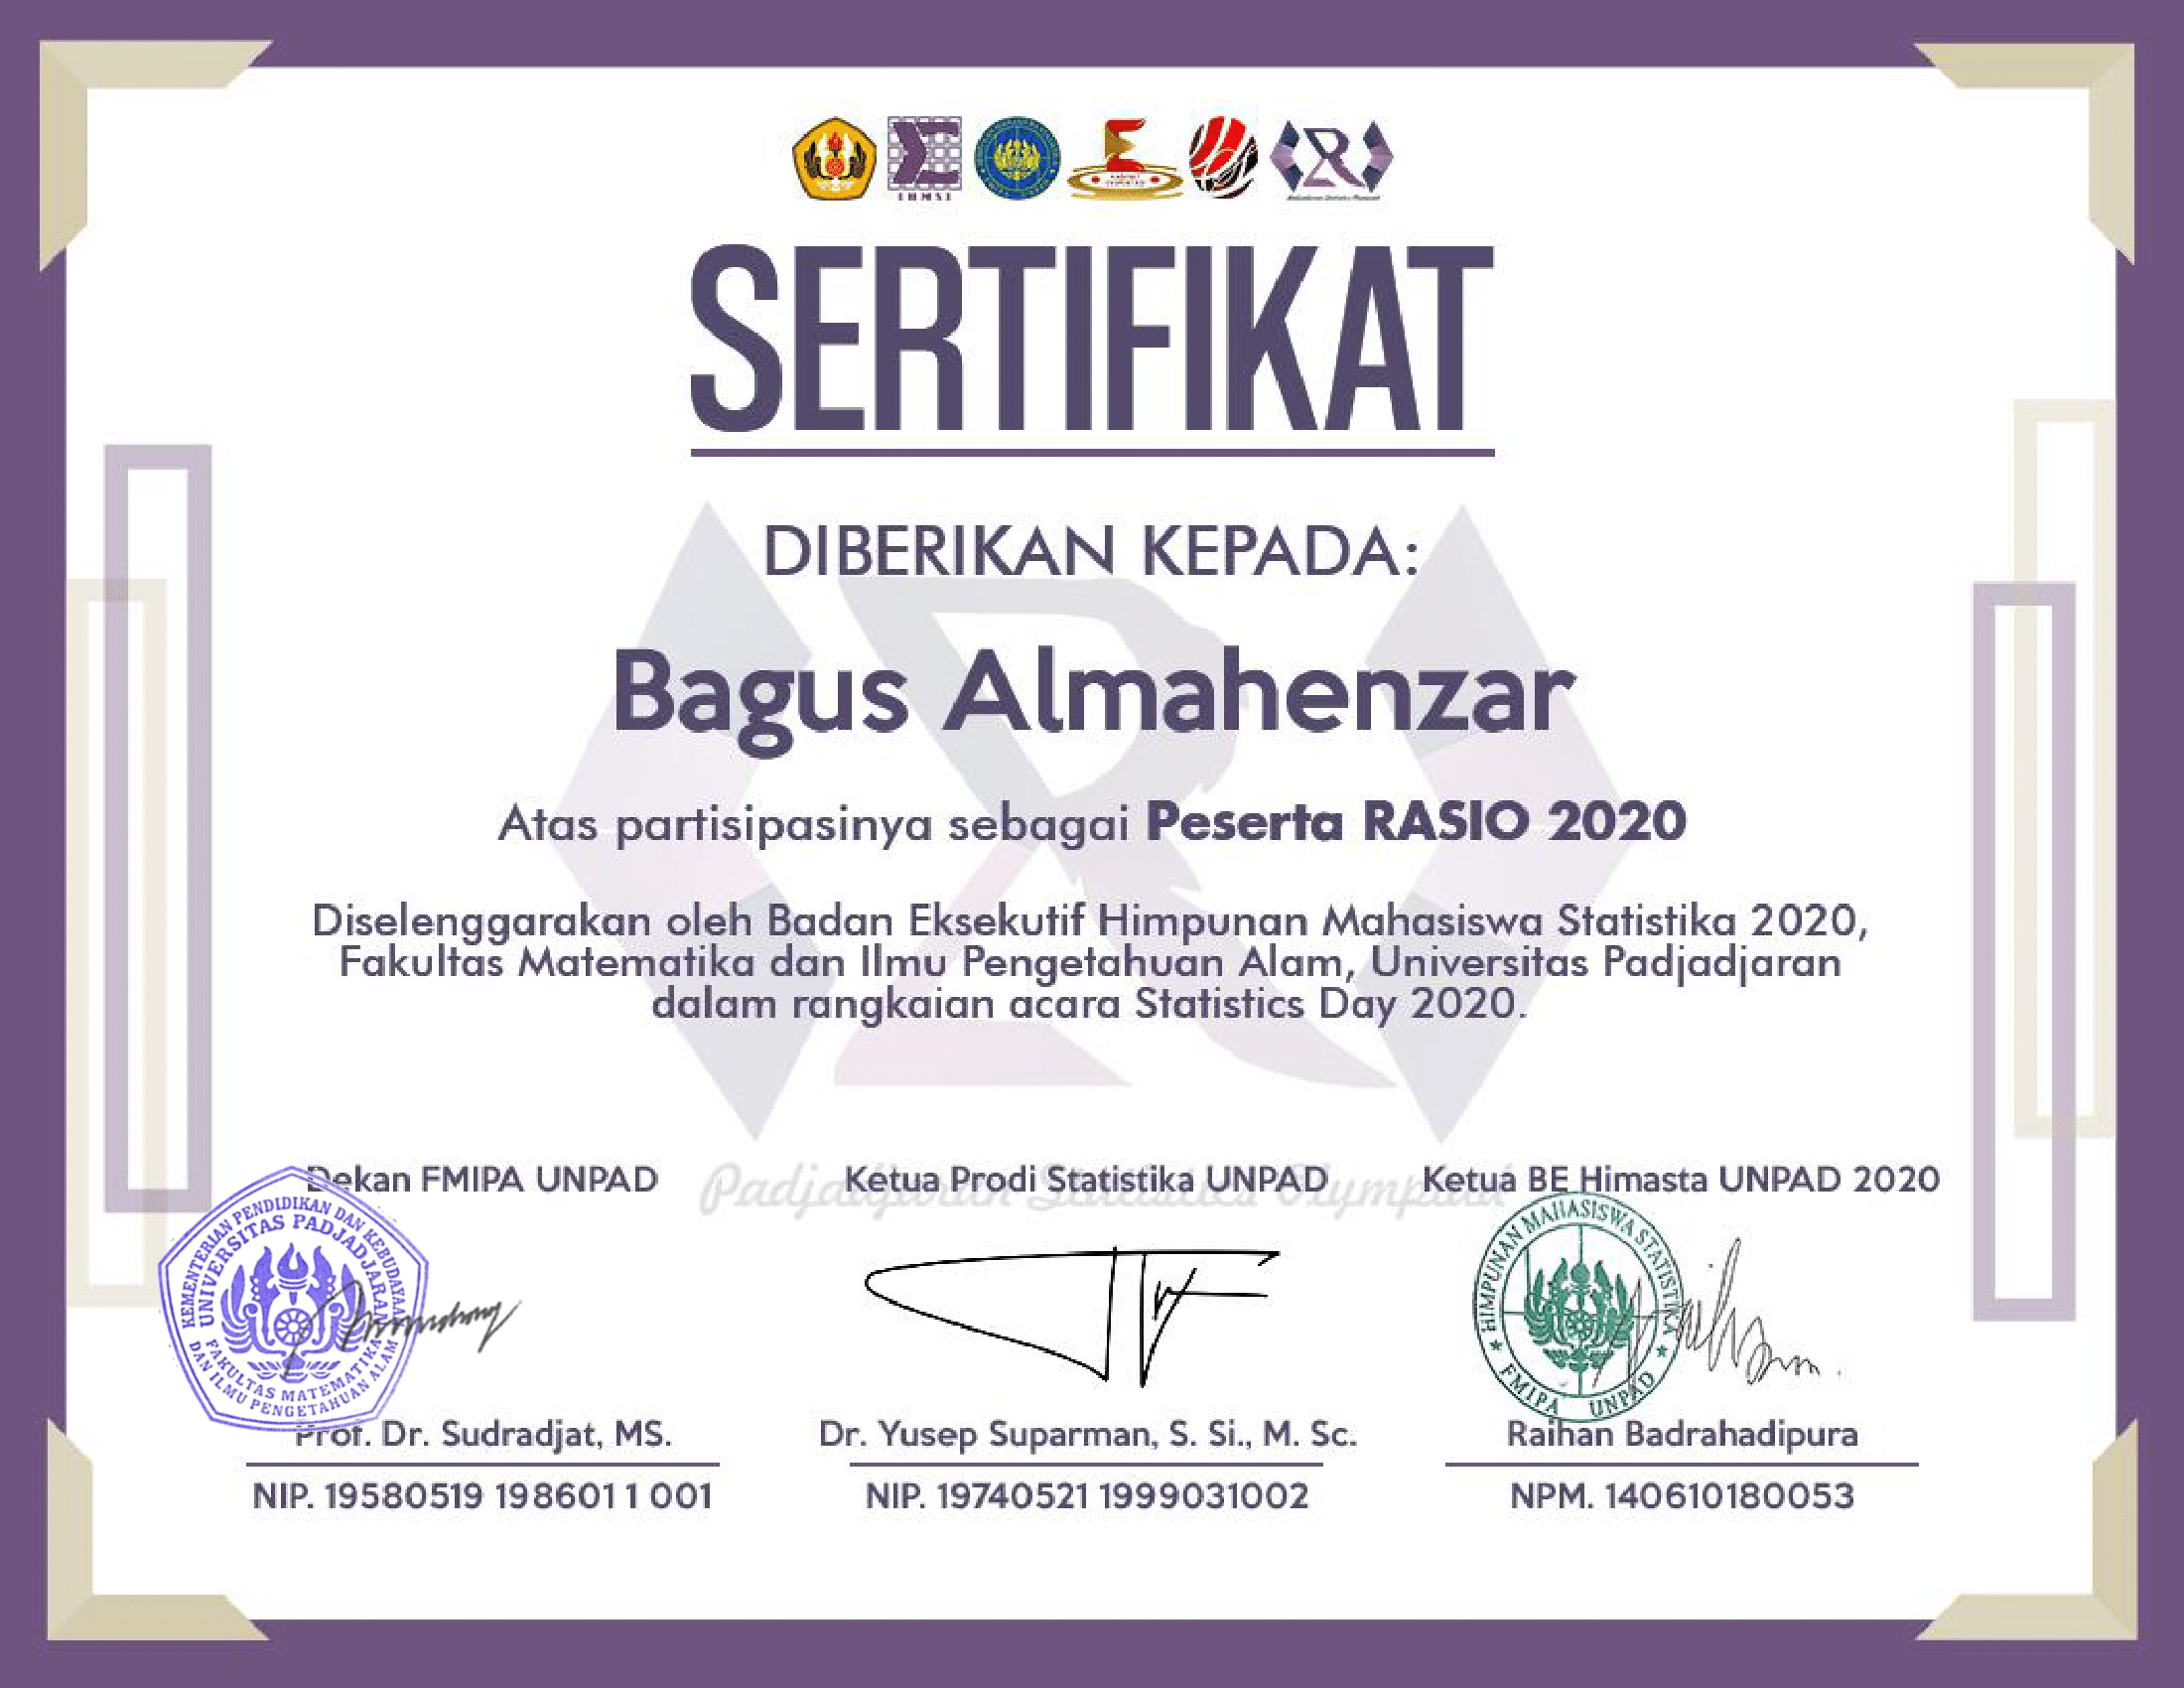 IHMSI
SERTIFIKAT
DIBERIKAN KEPADA:
Bagus Almahenzar
Atas partisipasinya sebagai Peserta RASIO 2020
Diselenggarakan oleh Badan Eksekutif Himpunan Mahasiswa Statistika 2020,
Fakultas Matematika dan Ilmu Pengetahuan Alam, Universitas Padjadjaran
dalam rangkaian acara Statistics Day 2020.
Padjadjaran Statistics Olympiad
Dekan FMIPA UNPAD
KEMENTERIAN PENDIDIKAN DAN KEBUDAYAAN
UNIVERSITAS PADJADJARAN
FAKULTAS MATEMATIKA
DAN ILMU PENGETAHUAN ALAM
Prof. Dr. Sudradjat, MS.
NIP. 19580519 198601 1 001
Ketua Prodi Statistika UNPAD
Dr. Yusep Suparman, S. Si., M. Sc.
NIP. 19740521 1999031002
Ketua BE Himasta UNPAD 2020
HIMPUNAN MAHASISWA STATISTIKA
FMIPA UNPAD
Raihan Badrahadipura
NPM. 140610180053